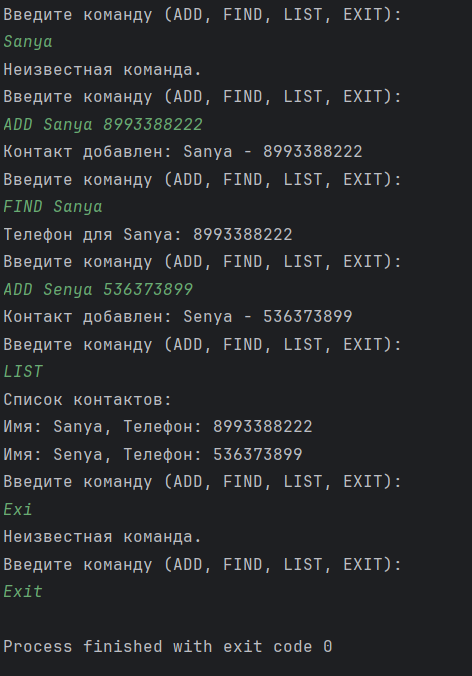 Введите команду (ADD, FIND, LIST, EXIT):
Sanya
Неизвестная команда.
Введите команду (ADD, FIND, LIST, EXIT):
ADD Sanya 8993388222
Контакт добавлен: Sanya - 8993388222
Введите команду (ADD, FIND, LIST, EXIT):
FIND Sanya
Телефон для Sanya: 8993388222
Введите команду (ADD, FIND, LIST, EXIT):
ADD Senya 536373899
Контакт добавлен: Senya - 536373899
Введите команду (ADD, FIND, LIST, EXIT):
LIST
Список контактов:
Имя: Sanya, Телефон: 8993388222
Имя: Senya, Телефон: 536373899
Введите команду (ADD, FIND, LIST, EXIT):
Exi
Неизвестная команда.
Введите команду (ADD, FIND, LIST, EXIT):
Exit
Process finished with exit code 0